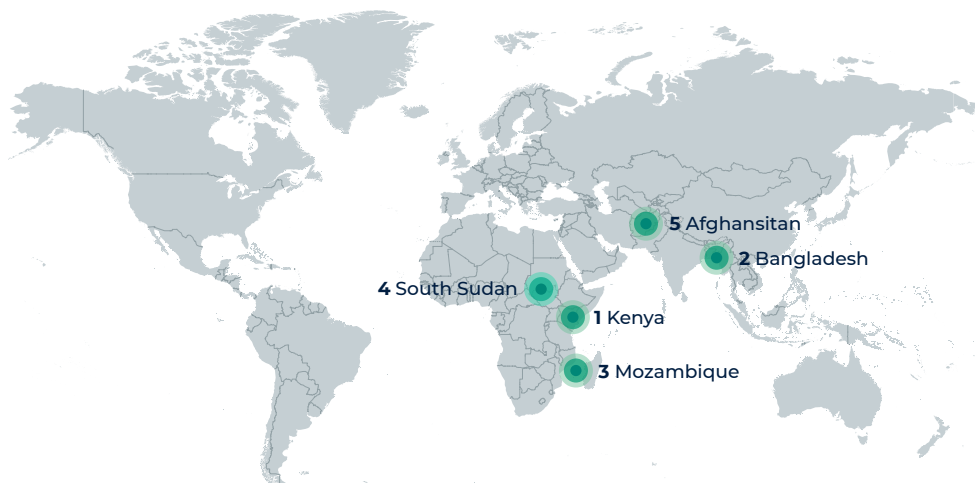 5 Afghansitan
2 Bangladesh
4 South Sudan
1 Kenya
3 Mozambique